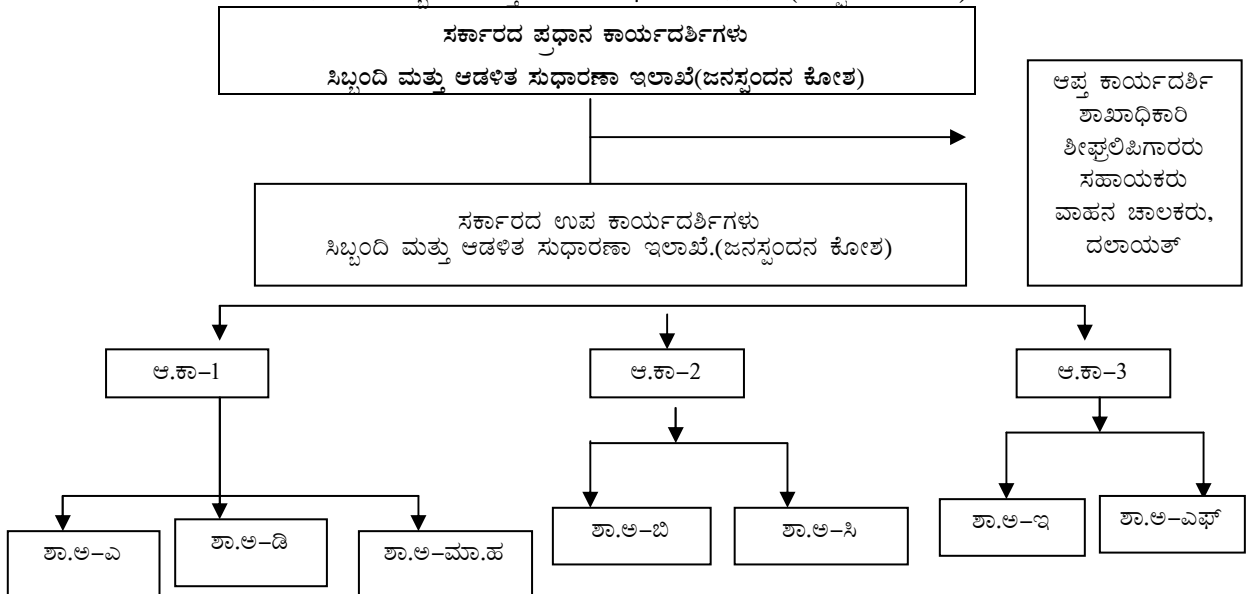 ಸರ್ಕಾರದ ಪ್ರಧಾನ ಕಾರ್ಯದರ್ಶಿಗಳು
ಸಿಬ್ಬಂದಿ ಮತ್ತು ಆಡಳಿತ ಸುಧಾರಣಾ ಇಲಾಖೆ(ಜನಸ್ಪಂದನ ಕೋಶ)
ಆಪ್ತ ಕಾರ್ಯದರ್ಶಿ
ಶಾಖಾಧಿಕಾರಿ
ಶೀಘ್ರಲಿಪಿಗಾರರು
ಸಹಾಯಕರು
ವಾಹನ ಚಾಲಕರು,
ದಲಾಯತ್
ಸರ್ಕಾರದ ಉಪ ಕಾರ್ಯದರ್ಶಿಗಳು
ಸಿಬ್ಬಂದಿ ಮತ್ತು ಆಡಳಿತ ಸುಧಾರಣಾ ಇಲಾಖೆ.(ಜನಸ್ಪಂದನ ಕೋಶ)
ಆ.ಕಾ–1
ಆ.ಕಾ–2
ಆ.ಕಾ–3
ಶಾ.ಅ–ಎ
ಶಾ.ಅ–ಡಿ
ಶಾ.ಅ–ಮಾ.ಹ
ಶಾ.ಅ–ಬಿ
ಶಾ.ಅ–ಸಿ
ಶಾ.ಅ–ಇ
ಶಾ.ಅ–ಎಫ್